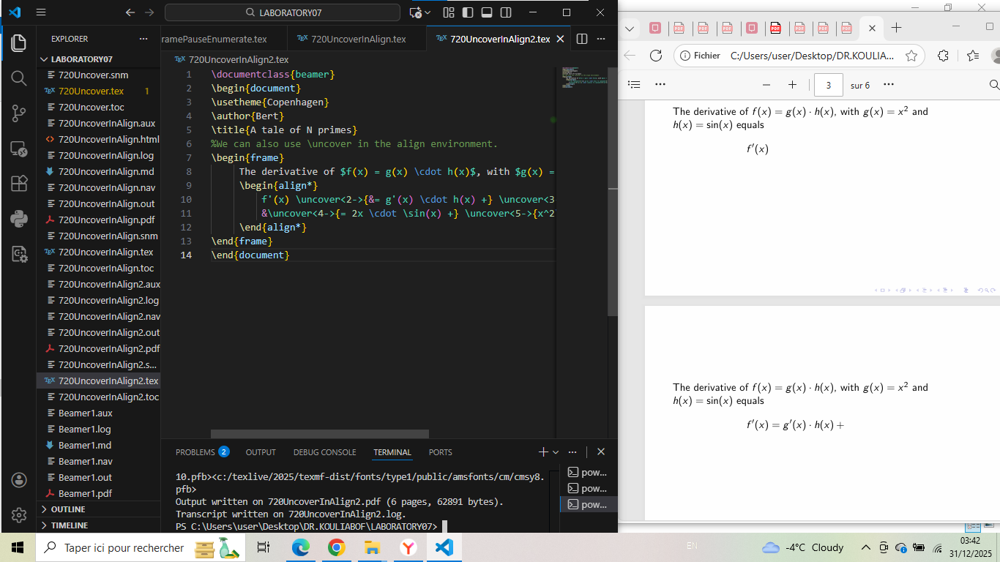 LABORATORY07
EXPLORER
LABORATORY07
720Uncover.snm
720Uncover.tex 1
720Uncover.toc
720UncoverInAlign.aux
720UncoverInAlign.html
720UncoverInAlign.log
720UncoverInAlign.md
720UncoverInAlign.nav
720UncoverInAlign.out
720UncoverInAlign.pdf
720UncoverInAlign.snm
720UncoverInAlign.tex
720UncoverInAlign.toc
720UncoverInAlign2.aux
720UncoverInAlign2.log
720UncoverInAlign2.nav
720UncoverInAlign2.out
720UncoverInAlign2.pdf
720UncoverInAlign2.s...
720UncoverInAlign2.tex
720UncoverInAlign2.toc
Beamer1.aux
Beamer1.log
Beamer1.md
Beamer1.nav
Beamer1.out
Beamer1.pdf
OUTLINE
TIMELINE
ramePauseEnumerate.tex
TEX 720UncoverInAlign.tex
TEX 720UncoverInAlign2.tex
TEX 720UncoverInAlign2.tex
1 \documentclass{beamer}
2 \begin{document}
3 \usetheme{Copenhagen}
4 \author{Bert}
5 \title{A tale of N primes}
6 %We can also use \uncover in the align environment.
7 \begin{frame}
8 The derivative of $f(x) = g(x) \cdot h(x)$, with $g(x) =
9 \begin{align*}
10 f'(x) \uncover<2->{&= g'(x) \cdot h(x) +} \uncover<3
11 &\uncover<4->{= 2x \cdot \sin(x) +} \uncover<5->{x^2
12 \end{align*}
13 \end{frame}
14 \end{document}
PROBLEMS 2 OUTPUT DEBUG CONSOLE TERMINAL PORTS
10.pfb><c:/texlive/2025/texmf-dist/fonts/type1/public/amsfonts/cm/cmsy8.
pfb>
Output written on 720UncoverInAlign2.pdf (6 pages, 62891 bytes).
Transcript written on 720UncoverInAlign2.log.
PS C:\Users\user\Desktop\DR.KOULIABOF\LABORATORY07>
pow...
pow...
pow...
Fichier C:/Users/user/Desktop/DR.KOULIA...
3 sur 6
The derivative of f(x) = g(x) · h(x), with g(x) = x² and
h(x) = sin(x) equals
f′(x)
The derivative of f(x) = g(x) · h(x), with g(x) = x² and
h(x) = sin(x) equals
f′(x) = g′(x) · h(x) +
Taper ici pour rechercher
EN
-4°C Cloudy
03:42
31/12/2025